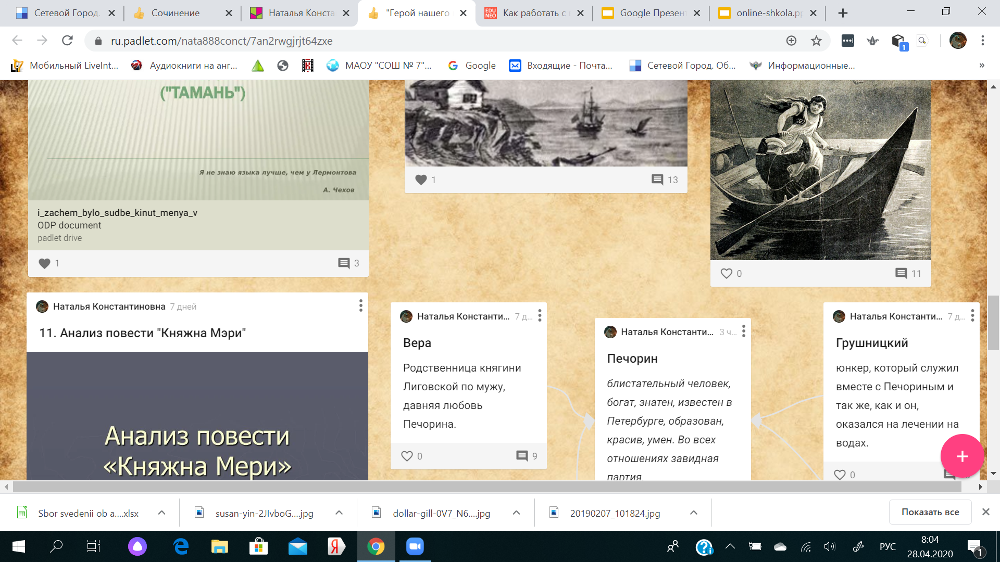 Сетевой Город.
Сочинение
Наталья Конста
"Герой нашего
EDU NEO
Как работать с
Google Презен
online-shkola.pp
ru.padlet.com/nata888conct/7an2rwgjrjt64zxe
1
Мобильный LiveInt...
Аудиокниги на анг...
МАОУ "СОШ № 7"...
Google
Входящие - Почта...
Сетевой Город. Об...
Информационные...
»
("ТАМАНЬ")
Я не знаю языка лучше, чем у Лермонтова
А. Чехов
i_zachem_bylo_sudbe_kinut_menya_v
ODP document
padlet drive
1
3
1
13
0
11
Наталья Константиновна 7 дней
11. Анализ повести "Княжна Мэри"
Анализ повести
«Княжна Мери»
Наталья Константи... 7 д...
Вера
Родственница княгини
Лиговской по мужу,
давняя любовь
Печорина.
0
9
Наталья Константи... 3 ч...
Печорин
блистательный человек,
богат, знатен, известен в
Петербурге, образован,
красив, умен. Во всех
отношениях завидная
партия.
Наталья Константи... 7 д...
Грушницкий
юнкер, который служил
вместе с Печориным и
так же, как и он,
оказался на лечении на
водах.
0
Sbor svedenii ob a....xlsx
susan-yin-2JIvboG....jpg
dollar-gill-0V7_N6....jpg
20190207_101824.jpg
Показать все
РУС
8:04
28.04.2020
1